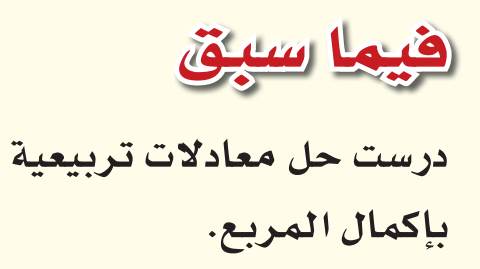 فيما سبق
درست حل معادلات تربيعية
بإكمال المربع.